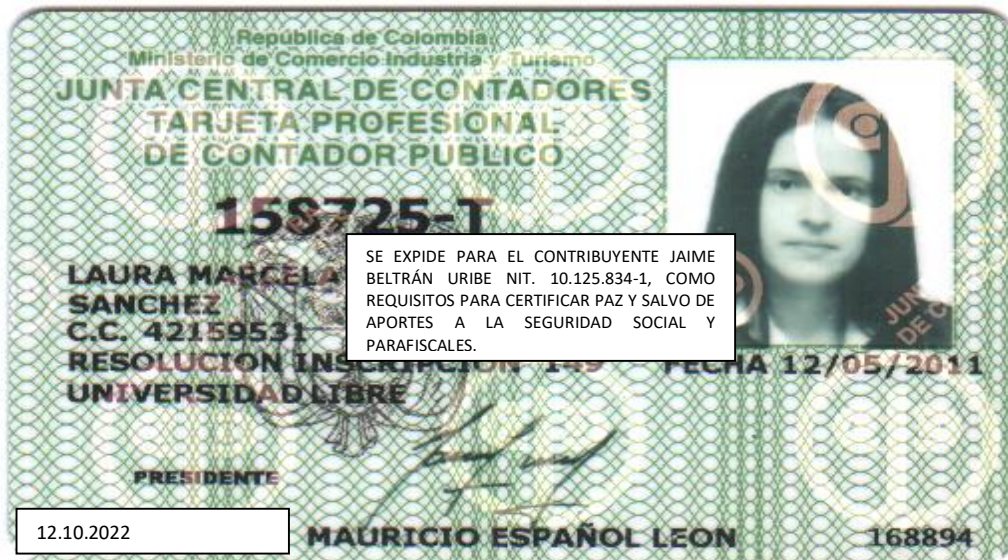 República de Colombia
Ministerio de Comercio Industria y Turismo
JUNTA CENTRAL DE CONTADORES
TARJETA PROFESIONAL
DE CONTADOR PUBLICO
158725-T
LAURA MARCELA
SANCHEZ
C.C. 42159531
RESOLUCION INSCRIPCION 149 FECHA 12/05/2011
UNIVERSIDAD LIBRE
SE EXPIDE PARA EL CONTRIBUYENTE JAIME
BELTRÁN URIBE NIT. 10.125.834-1, COMO
REQUISITOS PARA CERTIFICAR PAZ Y SALVO DE
APORTES A LA SEGURIDAD SOCIAL Y
PARAFISCALES.
PRESIDENTE
12.10.2022
MAURICIO ESPAÑOL LEON 168894